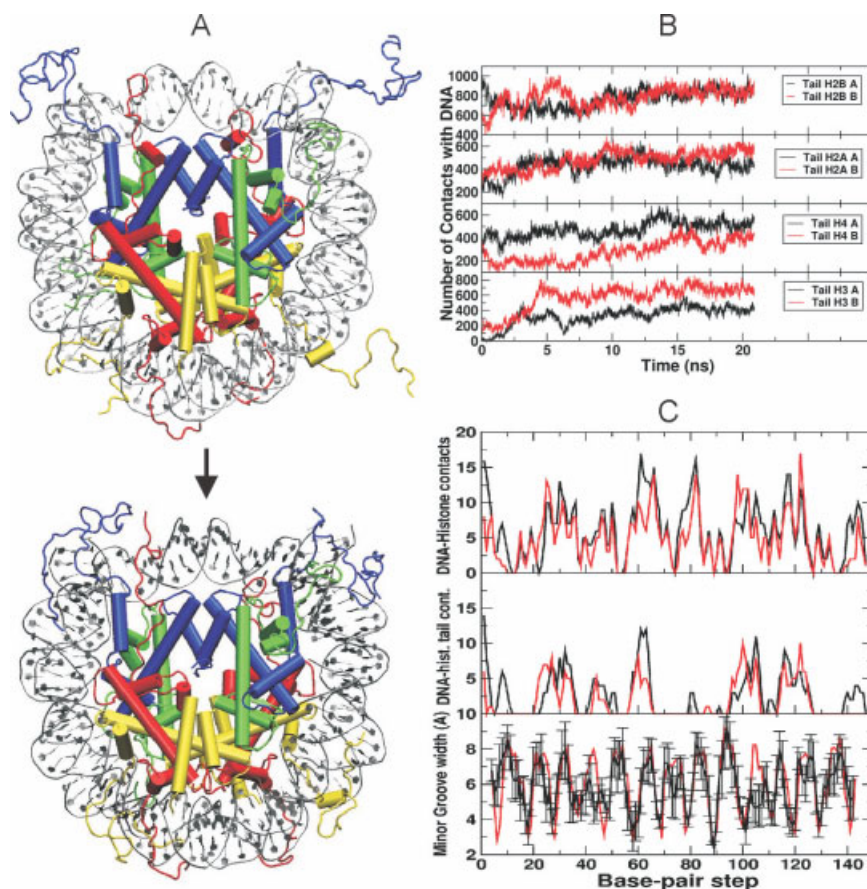 A
B
Number of Contacts with DNA
1000
800
600
400
Tail H2B A
Tail H2B B
600
400
200
Tail H2A A
Tail H2A B
600
400
200
Tail H4 A
Tail H4 B
800
600
400
200
0
Tail H3 A
Tail H3 B
0 5 10 15 20
Time (ns)
C
DNA-Histone contacts
20
15
10
5
0
DNA-hist. tail cont.
15
10
5
10
Minor Groove width (A)
8
6
4
2
0 20 40 60 80 100 120 140
Base-pair step